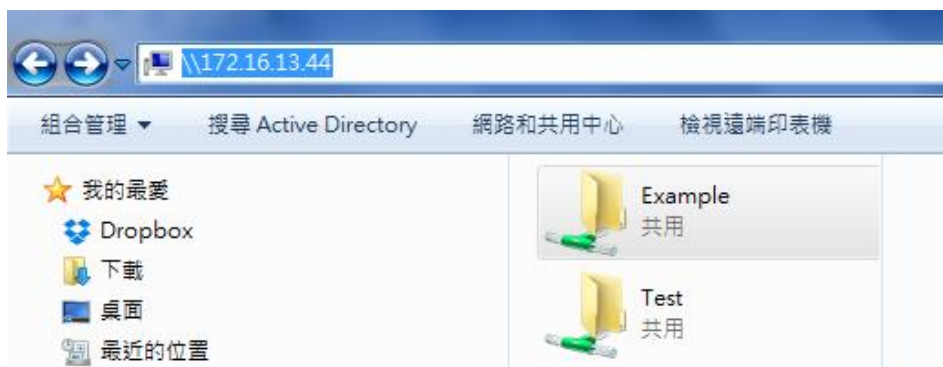 \\172.16.13.44
組合管理 搜尋 Active Directory 網路和共用中心 檢視遠端印表機
我的最愛
Dropbox
下載
桌面
最近的位置
Example
共用
Test
共用